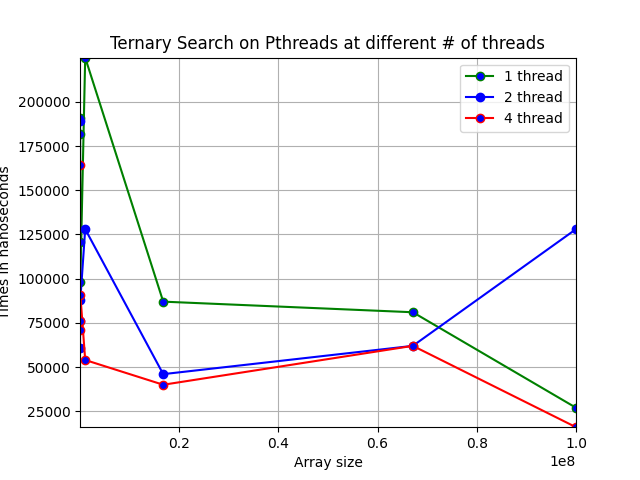 Ternary Search on Pthreads at different # of threads
1 thread
2 thread
4 thread
200000
175000
150000
125000
100000
75000
50000
25000
Times in nanoseconds
0.2
0.4
0.6
0.8
1.0
1e8
Array size